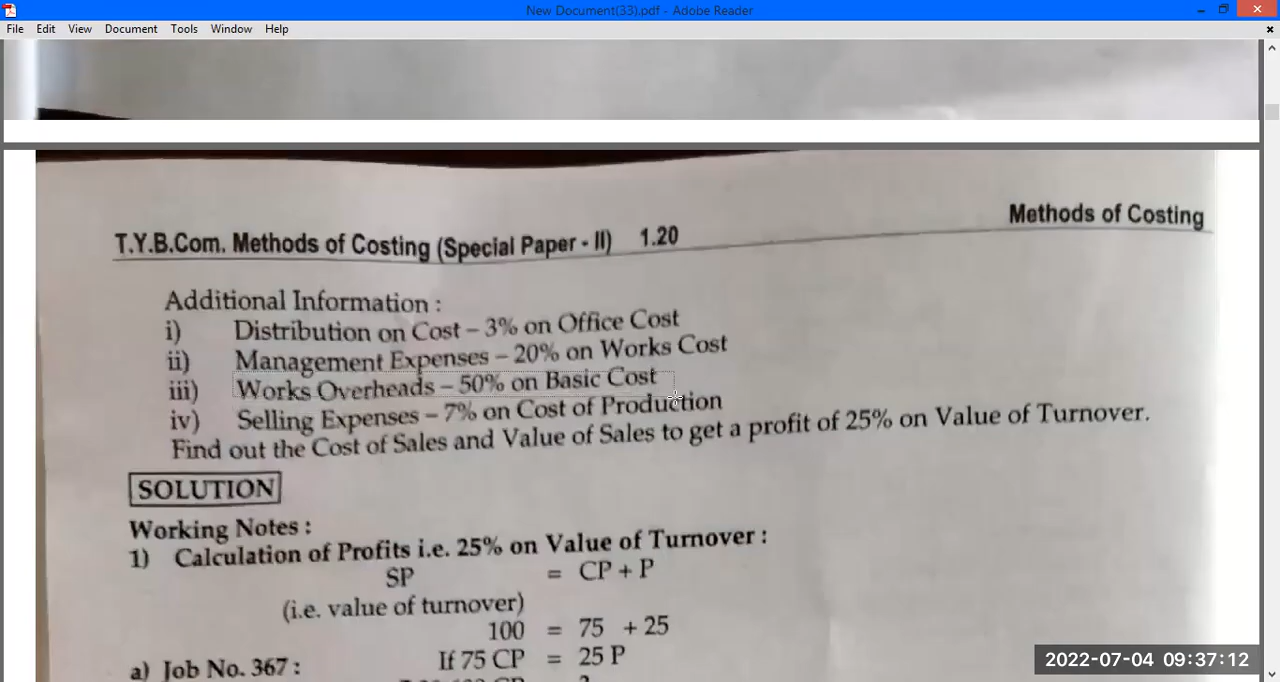 New Document(33).pdf - Adobe Reader
File Edit View Document Tools Window Help
Methods of Costing
T.Y.B.Com. Methods of Costing (Special Paper - II) 1.20
Additional Information :
i) Distribution on Cost – 3% on Office Cost
ii) Management Expenses – 20% on Works Cost
iii) Works Overheads – 50% on Basic Cost
iv) Selling Expenses – 7% on Cost of Production
Find out the Cost of Sales and Value of Sales to get a profit of 25% on Value of Turnover.
SOLUTION
Working Notes :
1) Calculation of Profits i.e. 25% on Value of Turnover :
SP = CP + P
(i.e. value of turnover)
100 = 75 + 25
If 75 CP = 25 P
a) Job No. 367 :
2022-07-04 09:37:12